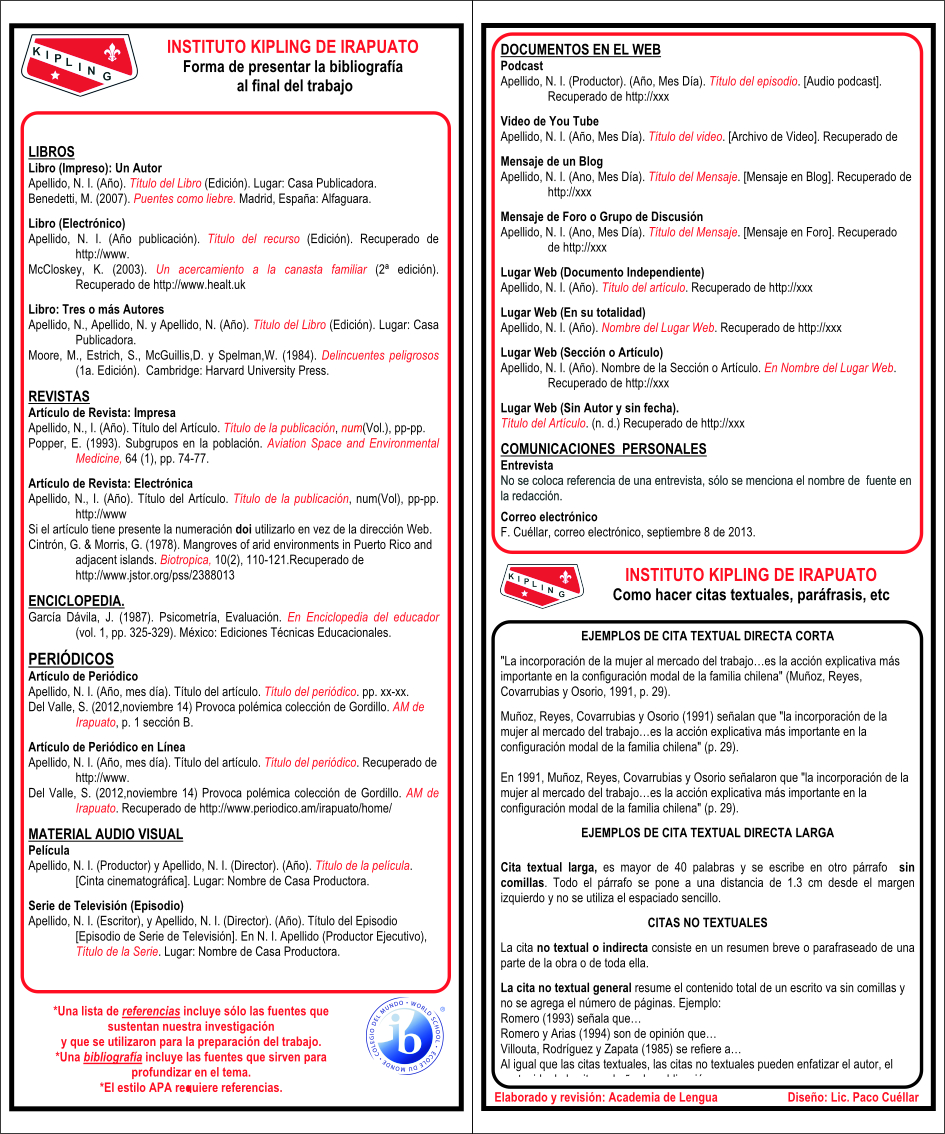 KIPLING
INSTITUTO KIPLING DE IRAPUATO
Forma de presentar la bibliografía
al final del trabajo
LIBROS
Libro (Impreso): Un Autor
Apellido, N. I. (Año). Título del Libro (Edición). Lugar: Casa Publicadora.
Benedetti, M. (2007). Puentes como liebre. Madrid, España: Alfaguara.
Libro (Electrónico)
Apellido, N. I. (Año publicación). Título del recurso (Edición). Recuperado de
http://www.
McCloskey, K. (2003). Un acercamiento a la canasta familiar (2ª edición).
Recuperado de http://www.healt.uk
Libro: Tres o más Autores
Apellido, N., Apellido, N. y Apellido, N. (Año). Título del Libro (Edición). Lugar: Casa
Publicadora.
Moore, M., Estrich, S., McGuillis,D. y Spelman,W. (1984). Delincuentes peligrosos
(1a. Edición). Cambridge: Harvard University Press.
REVISTAS
Artículo de Revista: Impresa
Apellido, N., I. (Año). Título del Artículo. Título de la publicación, num(Vol.), pp-pp.
Popper, E. (1993). Subgrupos en la población. Aviation Space and Environmental
Medicine, 64 (1), pp. 74-77.
Artículo de Revista: Electrónica
Apellido, N., I. (Año). Título del Artículo. Título de la publicación, num(Vol), pp-pp.
http://www
Si el artículo tiene presente la numeración doi utilizarlo en vez de la dirección Web.
Cintrón, G. & Morris, G. (1978). Mangroves of arid environments in Puerto Rico and
adjacent islands. Biotropica, 10(2), 110-121.Recuperado de
http://www.jstor.org/pss/2388013
ENCICLOPEDIA.
García Dávila, J. (1987). Psicometría, Evaluación. En Enciclopedia del educador
(vol. 1, pp. 325-329). México: Ediciones Técnicas Educacionales.
PERIÓDICOS
Artículo de Periódico
Apellido, N. I. (Año, mes día). Título del artículo. Título del periódico. pp. xx-xx.
Del Valle, S. (2012,noviembre 14) Provoca polémica colección de Gordillo. AM de
Irapuato, p. 1 sección B.
Artículo de Periódico en Línea
Apellido, N. I. (Año, mes día). Título del artículo. Título del periódico. Recuperado de
http://www.
Del Valle, S. (2012,noviembre 14) Provoca polémica colección de Gordillo. AM de
Irapuato. Recuperado de http://www.periodico.am/irapuato/home/
MATERIAL AUDIO VISUAL
Película
Apellido, N. I. (Productor) y Apellido, N. I. (Director). (Año). Título de la película.
[Cinta cinematográfica]. Lugar: Nombre de Casa Productora.
Serie de Televisión (Episodio)
Apellido, N. I. (Escritor), y Apellido, N. I. (Director). (Año). Título del Episodio
[Episodio de Serie de Televisión]. En N. I. Apellido (Productor Ejecutivo),
Título de la Serie. Lugar: Nombre de Casa Productora.
*Una lista de referencias incluye sólo las fuentes que
sustentan nuestra investigación
y que se utilizaron para la preparación del trabajo.
*Una bibliografía incluye las fuentes que sirven para
profundizar en el tema.
*El estilo APA requiere referencias.
COLEGIO DEL MUNDO • WORLD SCHOOL • ÉCOLE DU MONDE •
ib
®
DOCUMENTOS EN EL WEB
Podcast
Apellido, N. I. (Productor). (Año, Mes Día). Título del episodio. [Audio podcast].
Recuperado de http://xxx
Video de You Tube
Apellido, N. I. (Año, Mes Día). Título del video. [Archivo de Video]. Recuperado de
Mensaje de un Blog
Apellido, N. I. (Ano, Mes Día). Título del Mensaje. [Mensaje en Blog]. Recuperado de
http://xxx
Mensaje de Foro o Grupo de Discusión
Apellido, N. I. (Ano, Mes Día). Título del Mensaje. [Mensaje en Foro]. Recuperado
de http://xxx
Lugar Web (Documento Independiente)
Apellido, N. I. (Año). Título del artículo. Recuperado de http://xxx
Lugar Web (En su totalidad)
Apellido, N. I. (Año). Nombre del Lugar Web. Recuperado de http://xxx
Lugar Web (Sección o Artículo)
Apellido, N. I. (Año). Nombre de la Sección o Artículo. En Nombre del Lugar Web.
Recuperado de http://xxx
Lugar Web (Sin Autor y sin fecha).
Título del Artículo. (n. d.) Recuperado de http://xxx
COMUNICACIONES PERSONALES
Entrevista
No se coloca referencia de una entrevista, sólo se menciona el nombre de fuente en
la redacción.
Correo electrónico
F. Cuéllar, correo electrónico, septiembre 8 de 2013.
KIPLING
INSTITUTO KIPLING DE IRAPUATO
Como hacer citas textuales, paráfrasis, etc
EJEMPLOS DE CITA TEXTUAL DIRECTA CORTA
"La incorporación de la mujer al mercado del trabajo…es la acción explicativa más
importante en la configuración modal de la familia chilena" (Muñoz, Reyes,
Covarrubias y Osorio, 1991, p. 29).
Muñoz, Reyes, Covarrubias y Osorio (1991) señalan que "la incorporación de la
mujer al mercado del trabajo…es la acción explicativa más importante en la
configuración modal de la familia chilena" (p. 29).
En 1991, Muñoz, Reyes, Covarrubias y Osorio señalaron que "la incorporación de la
mujer al mercado del trabajo…es la acción explicativa más importante en la
configuración modal de la familia chilena" (p. 29).
EJEMPLOS DE CITA TEXTUAL DIRECTA LARGA
Cita textual larga, es mayor de 40 palabras y se escribe en otro párrafo sin
comillas. Todo el párrafo se pone a una distancia de 1.3 cm desde el margen
izquierdo y no se utiliza el espaciado sencillo.
CITAS NO TEXTUALES
La cita no textual o indirecta consiste en un resumen breve o parafraseado de una
parte de la obra o de toda ella.
La cita no textual general resume el contenido total de un escrito va sin comillas y
no se agrega el número de páginas. Ejemplo:
Romero (1993) señala que…
Romero y Arias (1994) son de opinión que…
Villouta, Rodríguez y Zapata (1985) se refiere a…
Al igual que las citas textuales, las citas no textuales pueden enfatizar el autor, el
Elaborado y revisión: Academia de Lengua
Diseño: Lic. Paco Cuéllar